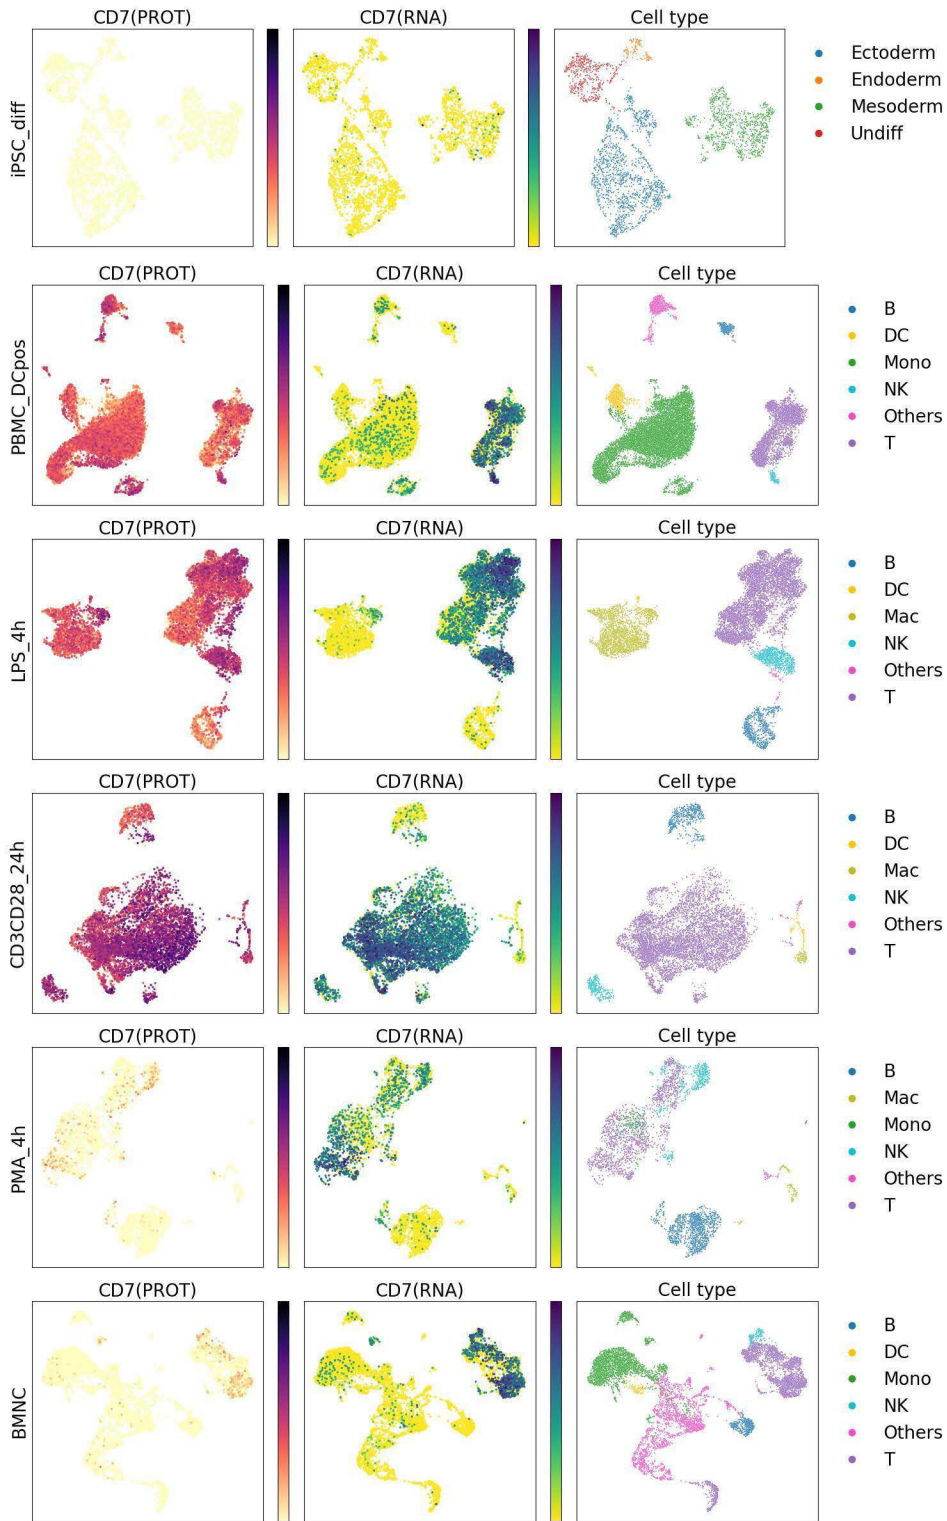 CD7(PROT) CD7(RNA) Cell type
iPSC_diff
Ectoderm
Endoderm
Mesoderm
Undiff
CD7(PROT) CD7(RNA) Cell type
PBMC_DCpos
B
DC
Mono
NK
Others
T
CD7(PROT) CD7(RNA) Cell type
LPS_4h
B
DC
Mac
NK
Others
T
CD7(PROT) CD7(RNA) Cell type
CD3CD28_24h
B
DC
Mac
NK
Others
T
CD7(PROT) CD7(RNA) Cell type
PMA_4h
B
Mac
Mono
NK
Others
T
CD7(PROT) CD7(RNA) Cell type
BMNC
B
DC
Mono
NK
Others
T